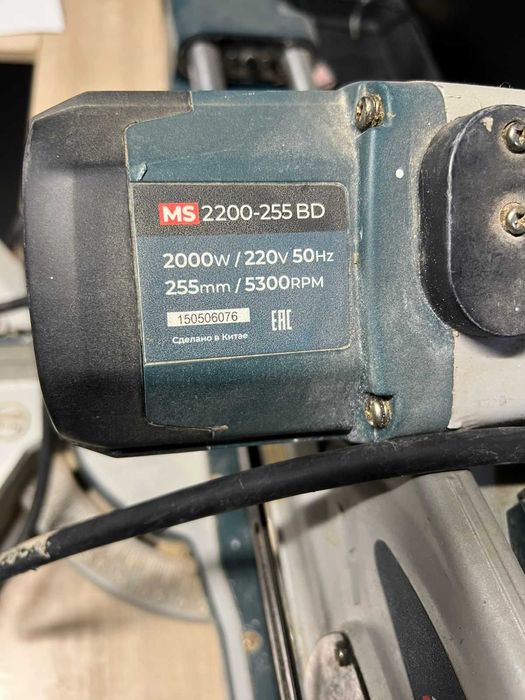 MS 2200-255 BD
2000W / 220V 50Hz
255mm / 5300RPM
150506076
EAC
Сделано в Китае